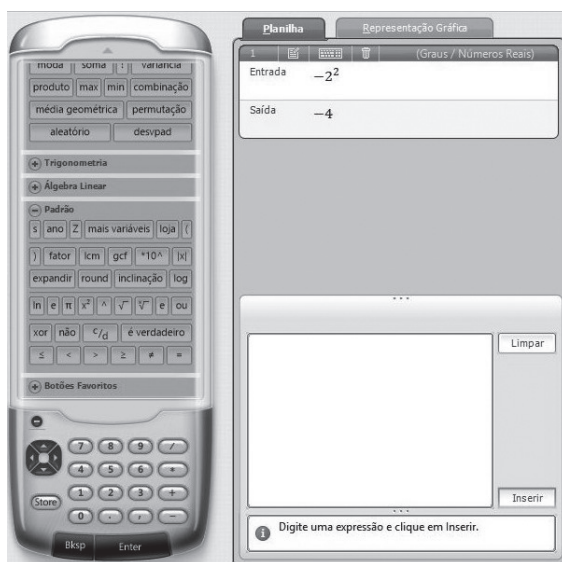 Planilha
Representação Gráfica
1 (Graus / Números Reais)
Entrada −2²
Saída −4
moda soma ! variância
produto max min combinação
média geométrica permutação
aleatório desvpad
Trigonometria
Álgebra Linear
Padrão
s ano Z mais variáveis loja (
) fator lcm gcf *10^ |x|
expandir round inclinação log
ln e π x² ^ √ ∜ e ou
xor não c/d é verdadeiro
≤ < > ≥ ≠ =
Botões Favoritos
7 8 9 /
4 5 6 *
Store 1 2 3 +
0 . , −
Bksp Enter
Limpar
Inserir
Digite uma expressão e clique em Inserir.